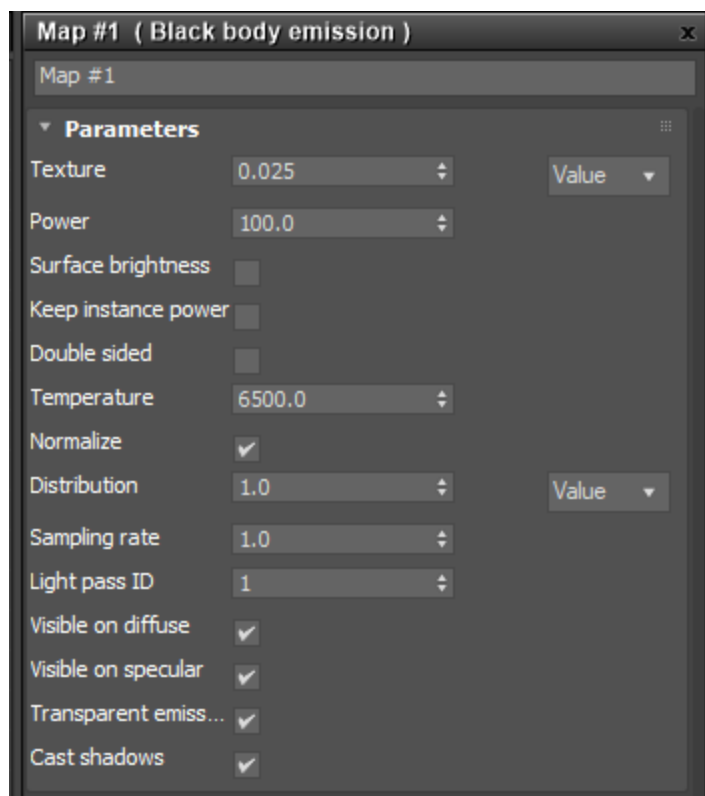 Map #1 ( Black body emission ) x
Map #1
Parameters
Texture 0.025 Value
Power 100.0
Surface brightness
Keep instance power
Double sided
Temperature 6500.0
Normalize
Distribution 1.0 Value
Sampling rate 1.0
Light pass ID 1
Visible on diffuse
Visible on specular
Transparent emiss...
Cast shadows